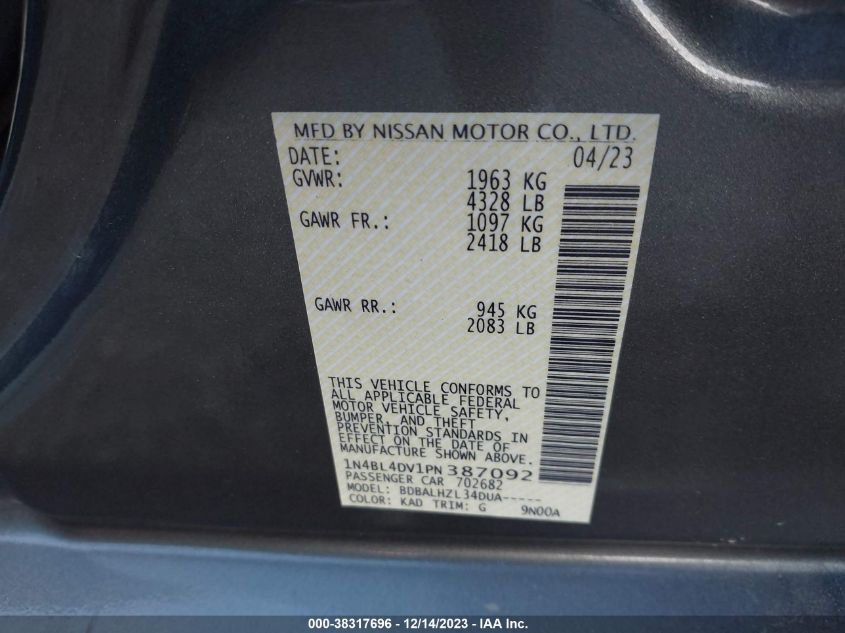 MFD BY NISSAN MOTOR CO., LTD.
DATE: 04/23
GVWR: 1963 KG
4328 LB
GAWR FR.: 1097 KG
2418 LB
GAWR RR.: 945 KG
2083 LB
THIS VEHICLE CONFORMS TO
ALL APPLICABLE FEDERAL
MOTOR VEHICLE SAFETY,
BUMPER, AND THEFT
PREVENTION STANDARDS IN
EFFECT ON THE DATE OF
MANUFACTURE SHOWN ABOVE.
1N4BL4DV1PN387092
PASSENGER CAR 702682
MODEL: BDBALHZL34DUA-----
COLOR: KAD TRIM: G 9N00A
000-38317696 - 12/14/2023 - IAA Inc.